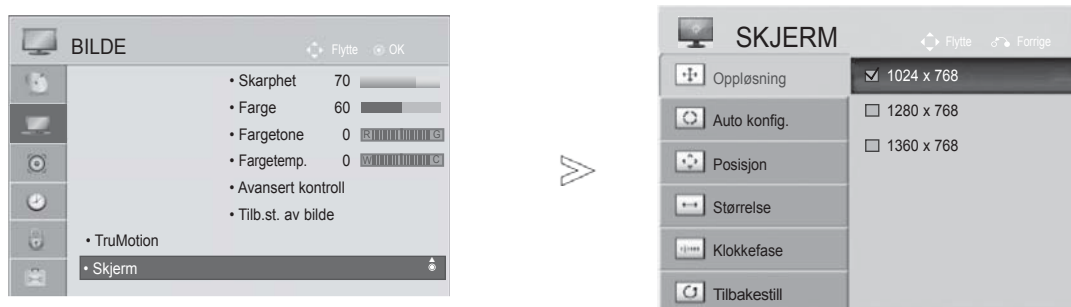 BILDE
Flytte OK
• Skarphet 70
• Farge 60
• Fargetone 0 R G
• Fargetemp. 0 W C
• Avansert kontroll
• Tilb.st. av bilde
• TruMotion
• Skjerm
SKJERM
Flytte Forrige
Oppløsning
Auto konfig.
Posisjon
Størrelse
Klokkefase
Tilbakestill
1024 x 768
1280 x 768
1360 x 768